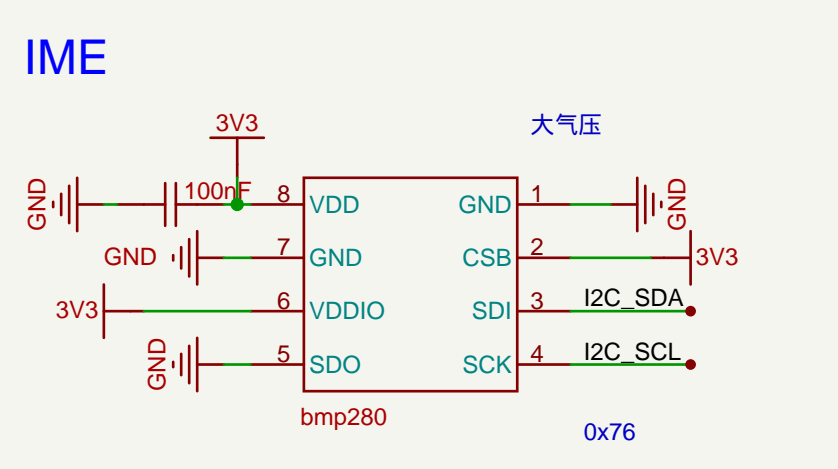 IME
3V3
大气压
GND
100nF
8
VDD
GND
1
GND
GND
7
GND
CSB
2
3V3
3V3
6
VDDIO
SDI
3
I2C_SDA
GND
5
SDO
SCK
4
I2C_SCL
bmp280
0x76